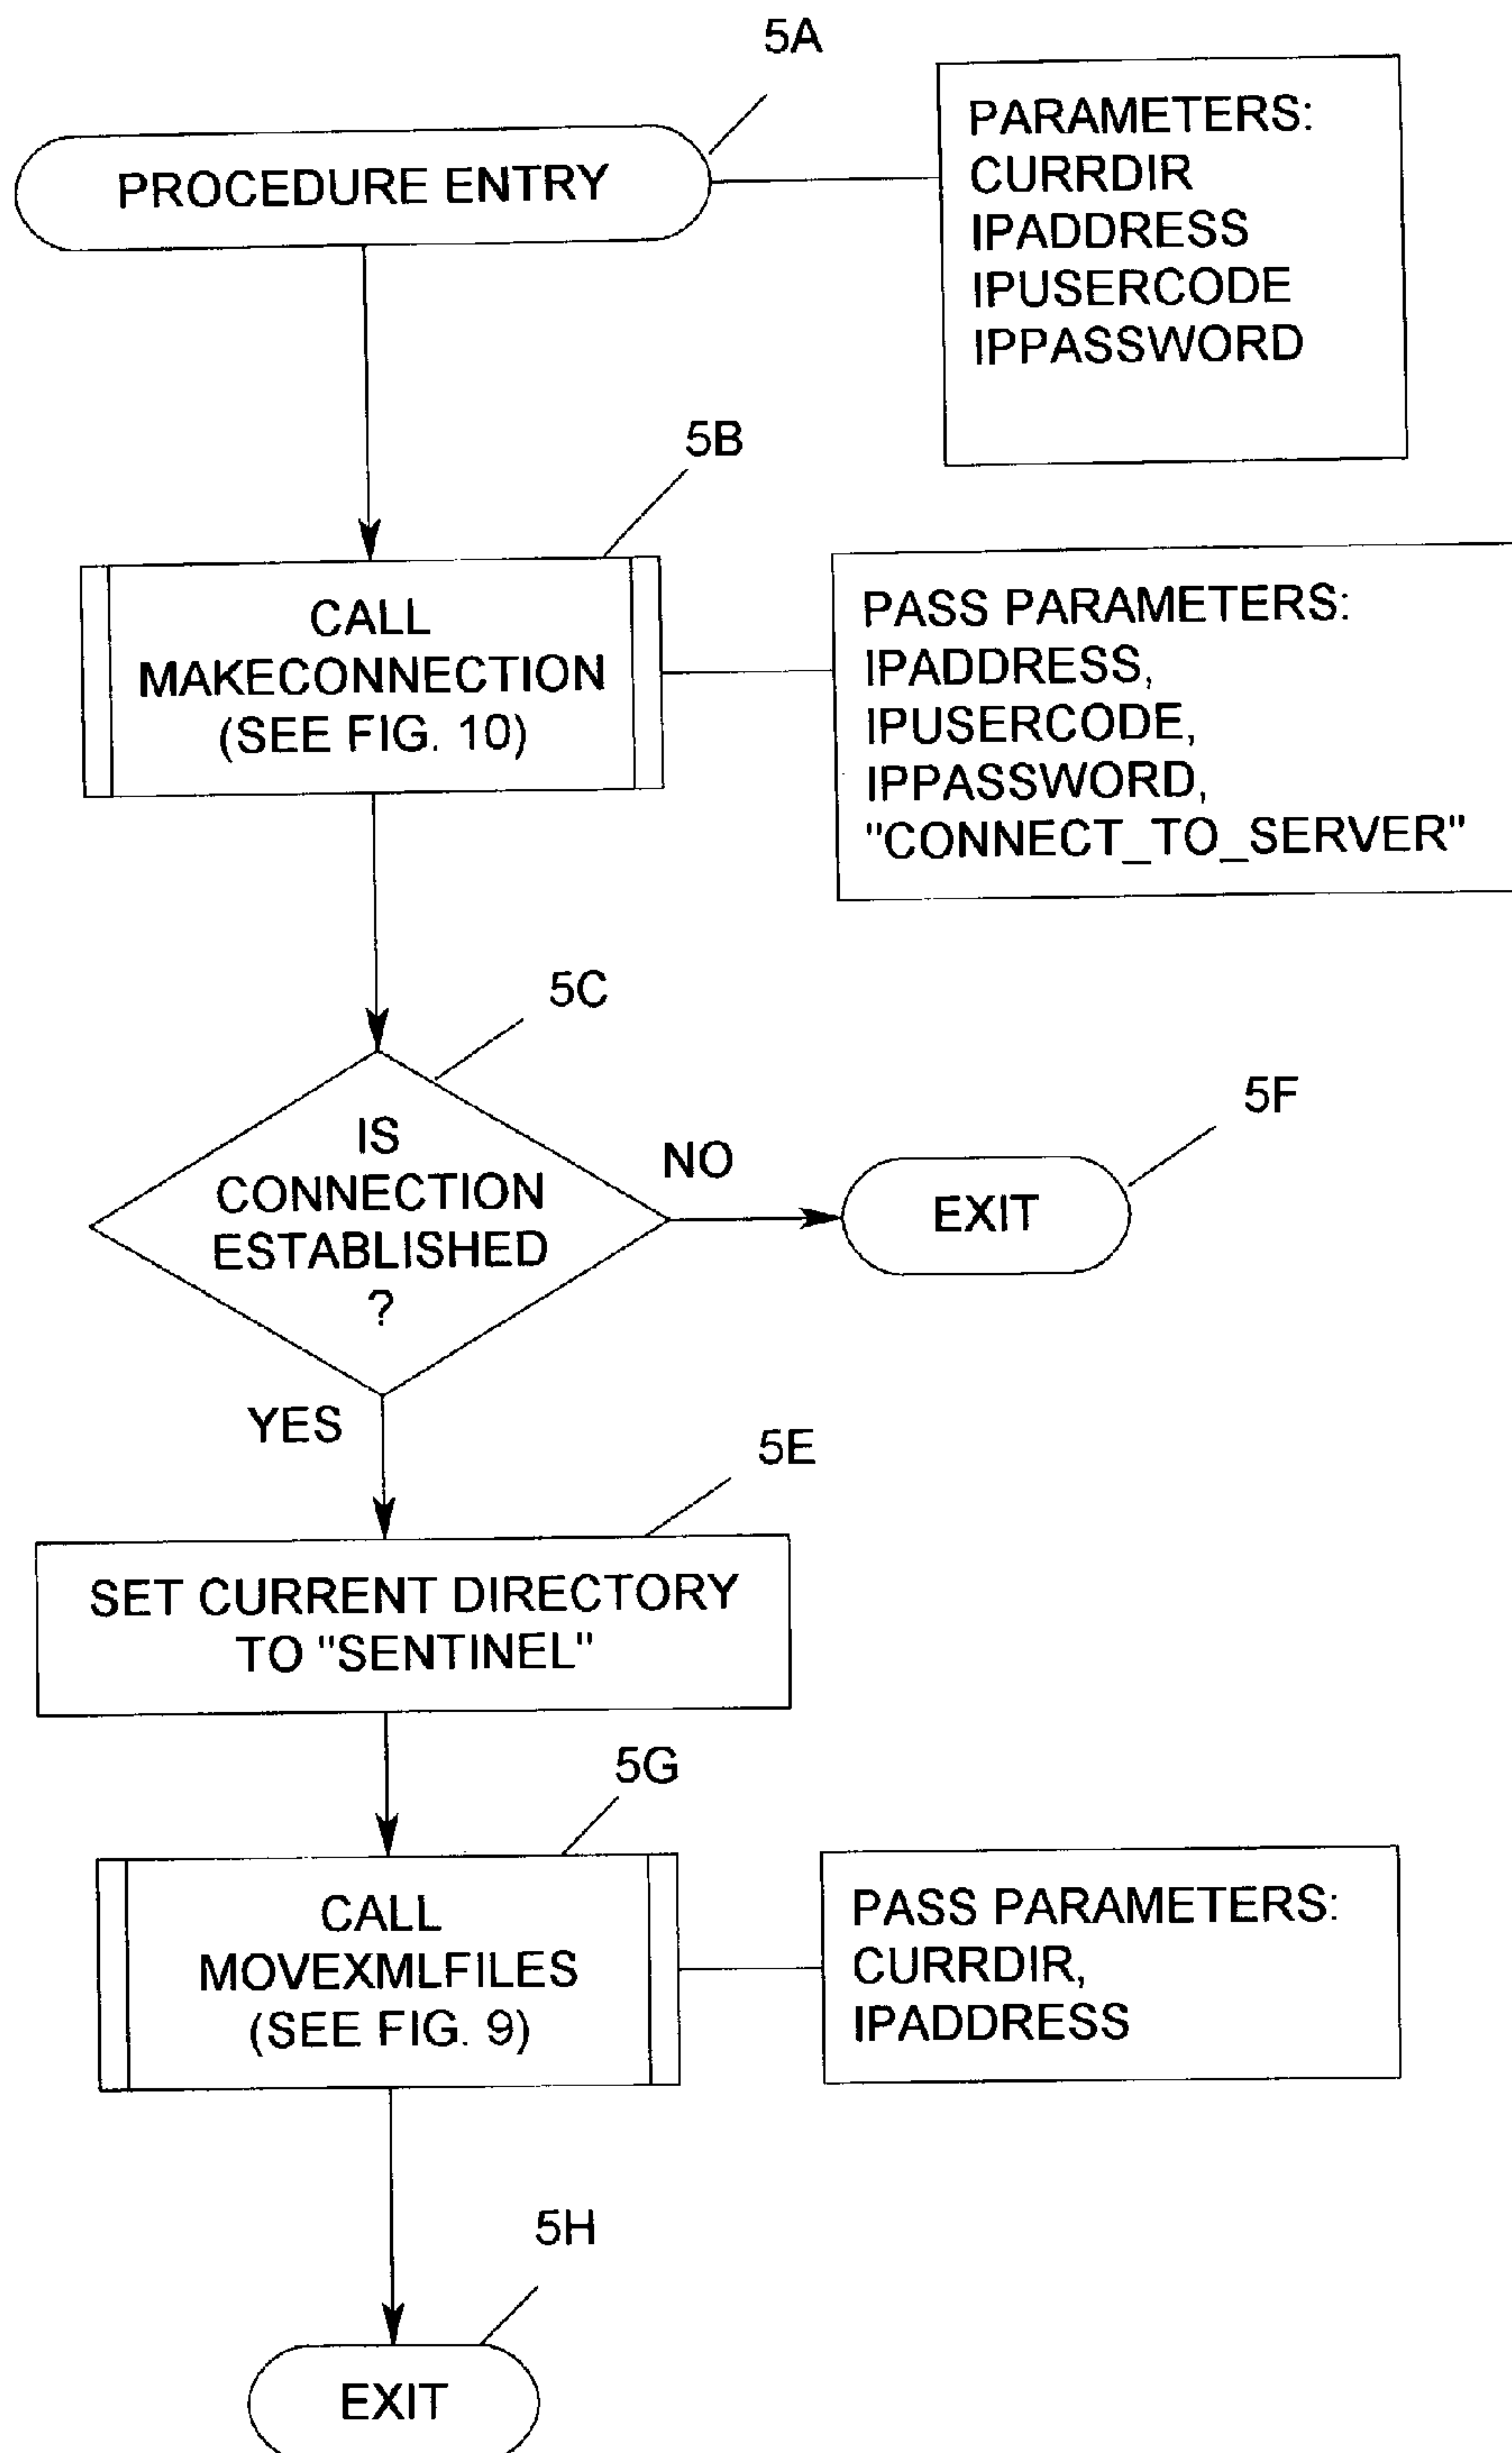 5A
PROCEDURE ENTRY
PARAMETERS:
CURRDIR
IPADDRESS
IPUSERCODE
IPPASSWORD
5B
CALL
MAKECONNECTION
(SEE FIG. 10)
PASS PARAMETERS:
IPADDRESS,
IPUSERCODE,
IPPASSWORD,
"CONNECT_TO_SERVER"
5C
IS
CONNECTION
ESTABLISHED
?
NO
5F
EXIT
YES
5E
SET CURRENT DIRECTORY
TO "SENTINEL"
5G
CALL
MOVEXMLFILES
(SEE FIG. 9)
PASS PARAMETERS:
CURRDIR,
IPADDRESS
5H
EXIT